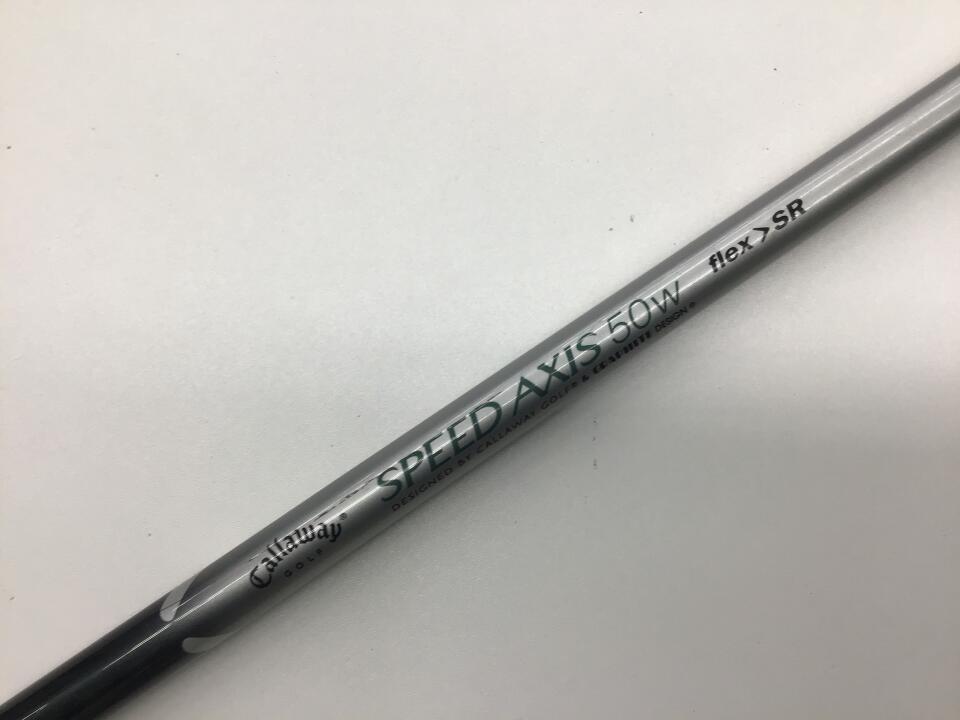 Callaway®
GOLF
SPEED AXIS 50w
DESIGNED BY CALLAWAY GOLF® & GRAPHITE DESIGN®
flex > SR